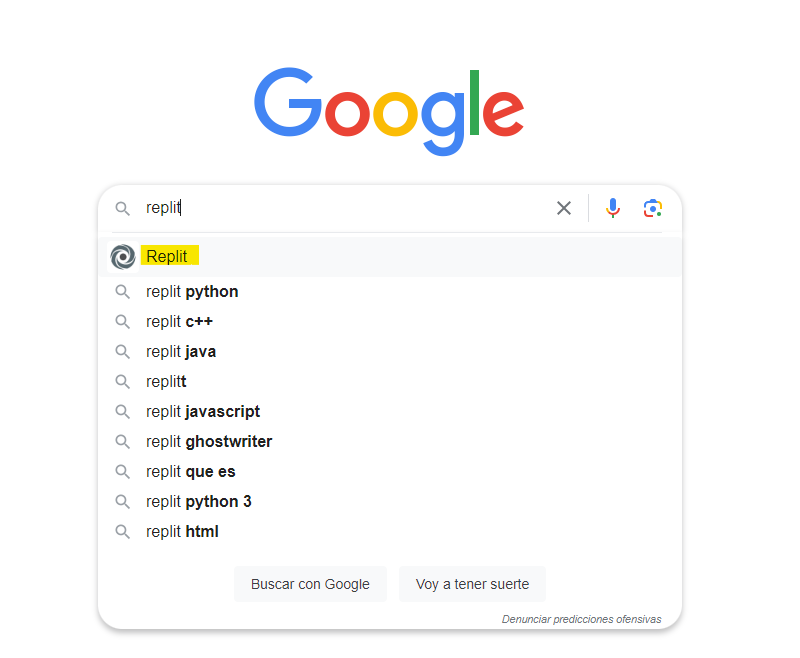 Google
replit
Replit
replit python
replit c++
replit java
replitt
replit javascript
replit ghostwriter
replit que es
replit python 3
replit html
Buscar con Google Voy a tener suerte
Denunciar predicciones ofensivas